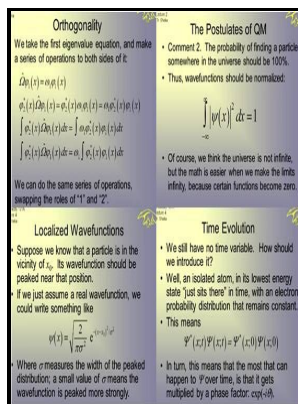 Orthogonality
We take the first eigenvalue equation, and make
a series of operations to both sides of it:
We can do the same series of operations,
swapping the roles of "1" and "2".
The Postulates of QM
• Comment 2. The probability of finding a particle
somewhere in the universe should be 100%.
• Thus, wavefunctions should be normalized:
∫|ψ(x)|² dx = 1
• Of course, we think the universe is not infinite,
but the math is easier when we make the limits
infinity, because certain functions become zero.
Localized Wavefunctions
• Suppose we know that a particle is in the
vicinity of x₀. Its wavefunction should be
peaked near that position.
• If we just assume a real wavefunction, we
could write something like
• Where σ measures the width of the peaked
distribution; a small value of σ means the
wavefunction is peaked more strongly.
Time Evolution
• We still have no time variable. How should
we introduce it?
• Well, an isolated atom, in its lowest energy
state "just sits there" in time, with an electron
probability distribution that remains constant.
• This means
Ψ*(x;t)Ψ(x;t) = Ψ*(x;0)Ψ(x;0)
• In turn, this means that the most that can
happen to Ψ over time, is that it gets
multiplied by a phase factor: exp(-iθ).